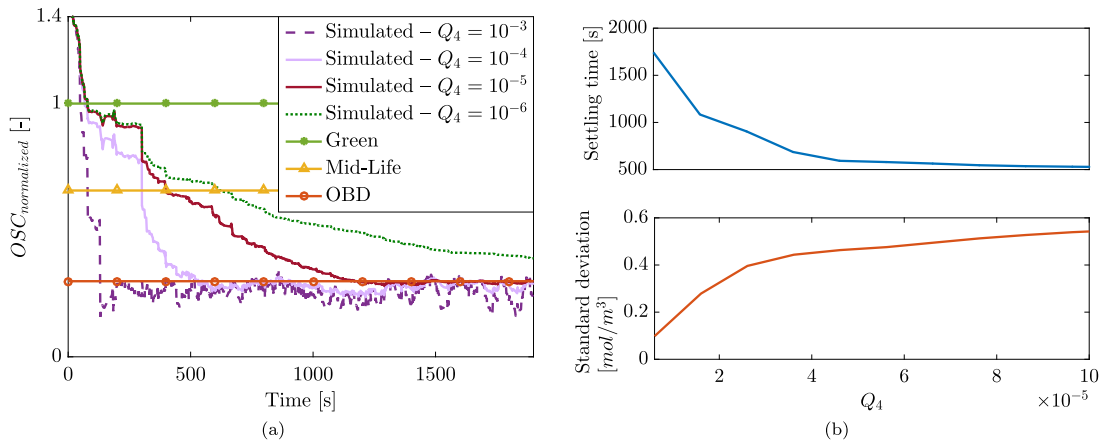 1.4
1
0
OSC_{normalized} [-]
0
500
1000
1500
Time [s]
Simulated – Q_4 = 10^{-3}
Simulated – Q_4 = 10^{-4}
Simulated – Q_4 = 10^{-5}
Simulated – Q_4 = 10^{-6}
Green
Mid-Life
OBD
(a)
2000
1500
1000
500
Settling time [s]
0.6
0.4
0.2
0
Standard deviation
[mol/m^3]
2
4
6
8
10
Q_4
×10^{-5}
(b)